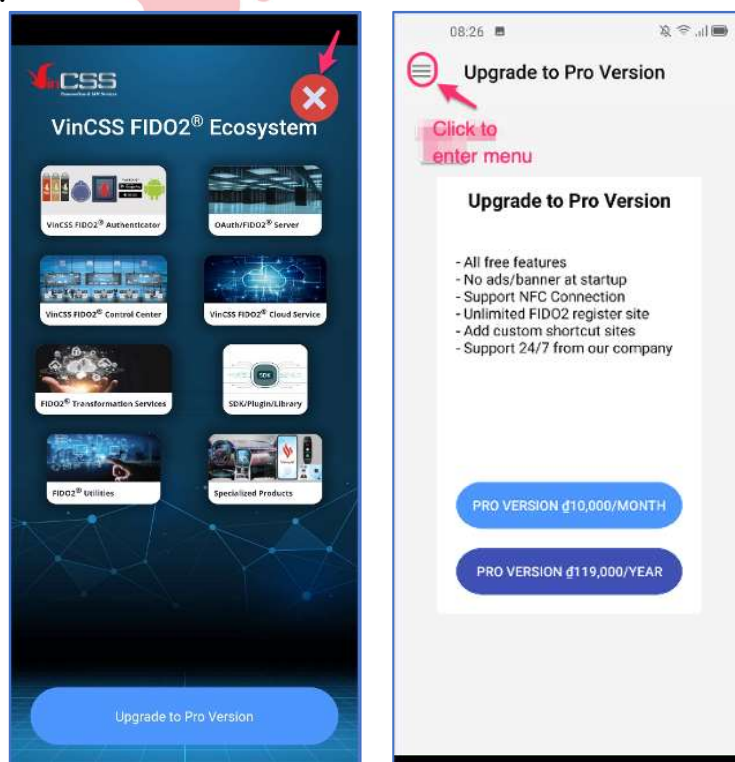 CSS
VinCSS FIDO2® Ecosystem
VinCSS FIDO2® Authenticator
OAuth/FIDO2® Server
VinCSS FIDO2® Control Center
VinCSS FIDO2® Cloud Service
FIDO2® Transformation Services
SDK
SDK/Plugin/Library
FIDO2® Utilities
Specialized Products
Upgrade to Pro Version
08:26
Upgrade to Pro Version
Click to
enter menu
Upgrade to Pro Version
- All free features
- No ads/banner at startup
- Support NFC Connection
- Unlimited FIDO2 register site
- Add custom shortcut sites
- Support 24/7 from our company
PRO VERSION ₫10,000/MONTH
PRO VERSION ₫119,000/YEAR